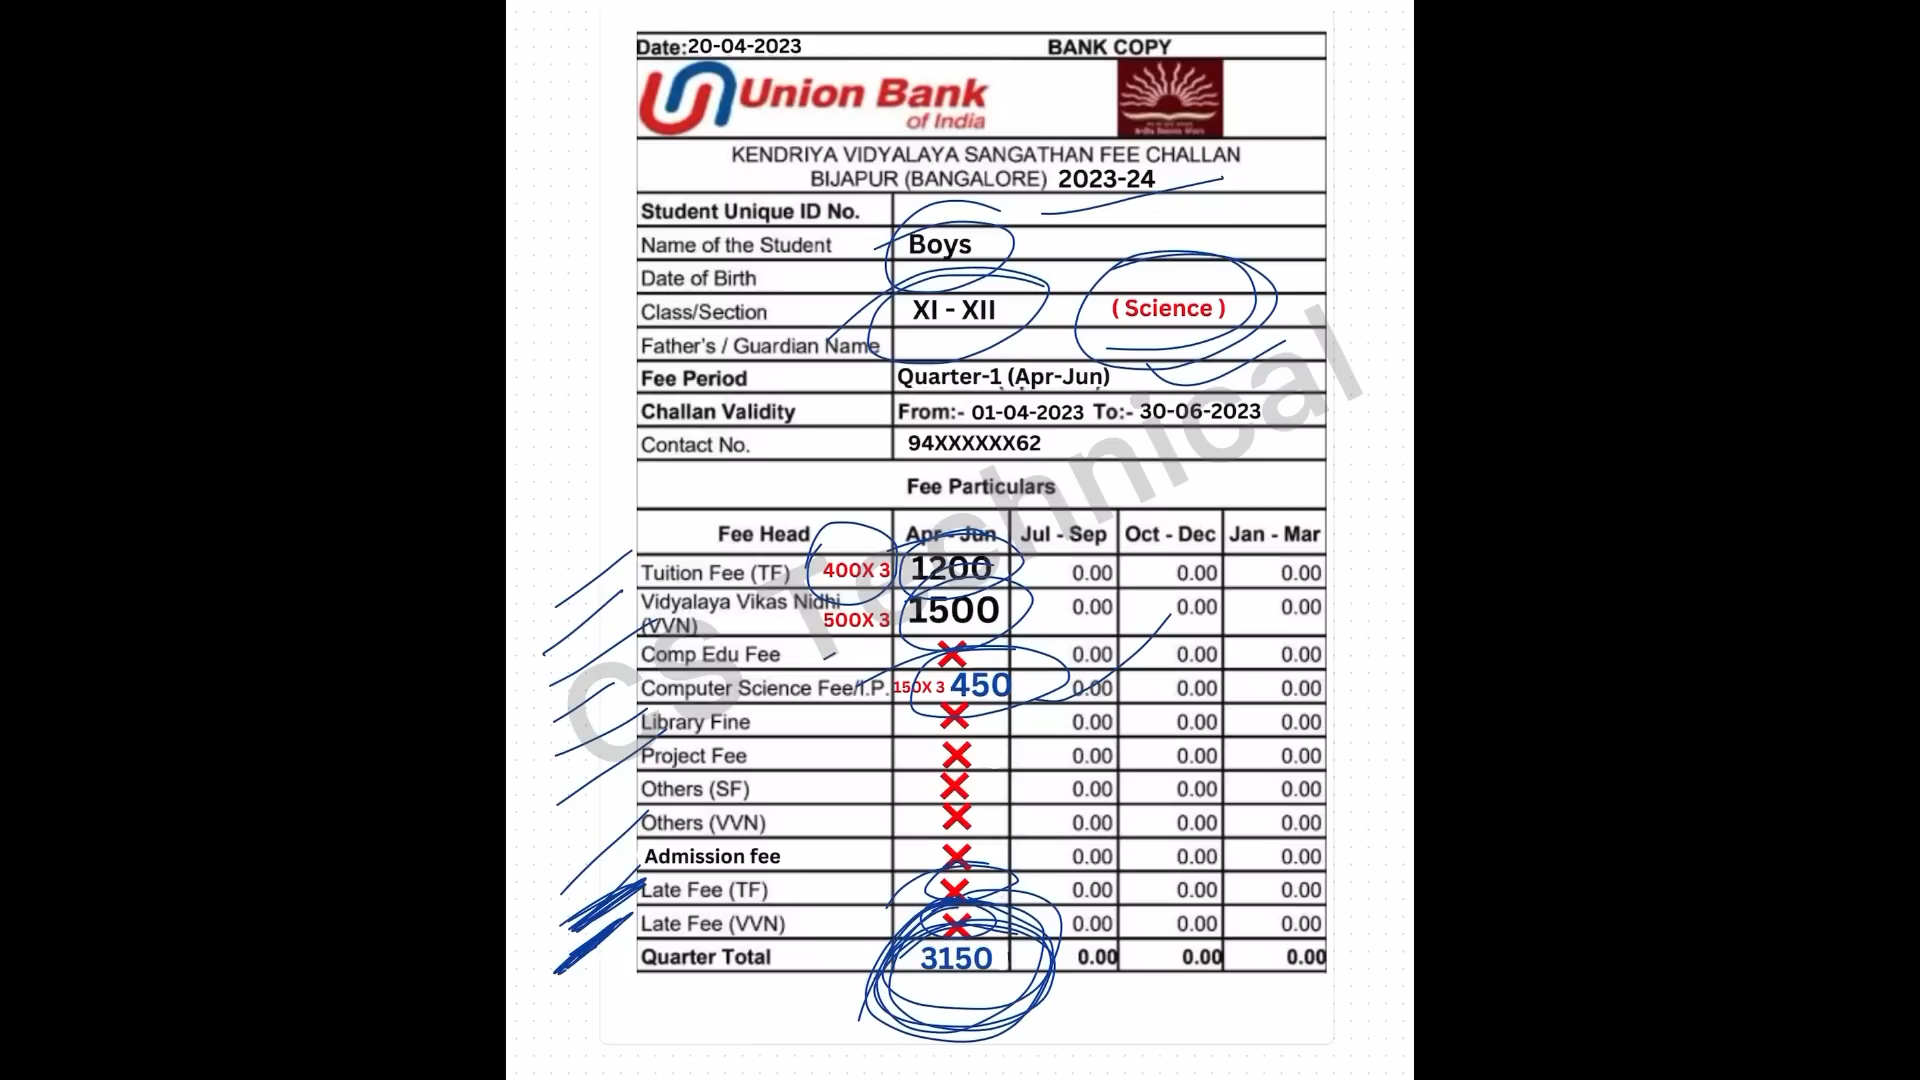 Date:20-04-2023 BANK COPY
Union Bank
of India
KENDRIYA VIDYALAYA SANGATHAN FEE CHALLAN
BIJAPUR (BANGALORE) 2023-24
Student Unique ID No.
Name of the Student Boys
Date of Birth
Class/Section XI - XII ( Science )
Father's / Guardian Name
Fee Period Quarter-1 (Apr-Jun)
Challan Validity From:- 01-04-2023 To:- 30-06-2023
Contact No. 94XXXXXX62
Fee Particulars
Fee Head Apr - Jun Jul - Sep Oct - Dec Jan - Mar
Tuition Fee (TF) 400X 3 1200 0.00 0.00 0.00
Vidyalaya Vikas Nidhi
(VVN) 500X 3 1500 0.00 0.00 0.00
Comp Edu Fee 0.00 0.00 0.00
Computer Science Fee/I.P. 150X 3 450 0.00 0.00 0.00
Library Fine 0.00 0.00 0.00
Project Fee 0.00 0.00 0.00
Others (SF) 0.00 0.00 0.00
Others (VVN) 0.00 0.00 0.00
Admission fee 0.00 0.00 0.00
Late Fee (TF) 0.00 0.00 0.00
Late Fee (VVN) 0.00 0.00 0.00
Quarter Total 3150 0.00 0.00 0.00
CS Technical